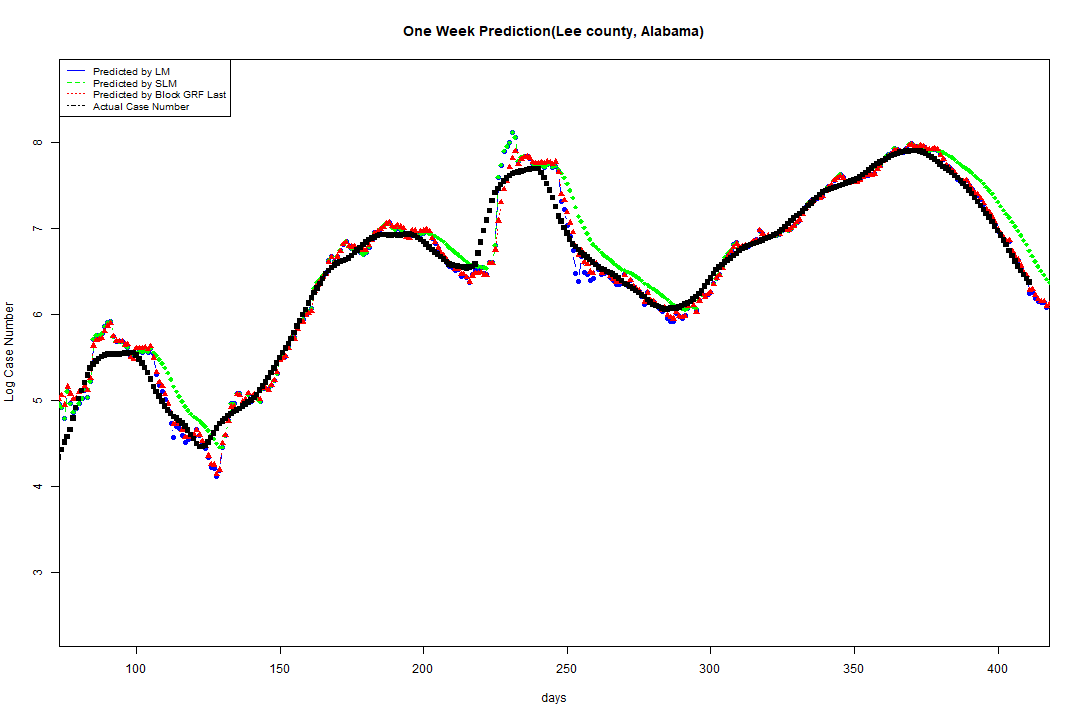 One Week Prediction(Lee county, Alabama)
Predicted by LM
Predicted by SLM
Predicted by Block GRF Last
Actual Case Number
Log Case Number
8
7
6
5
4
3
100 150 200 250 300 350 400
days